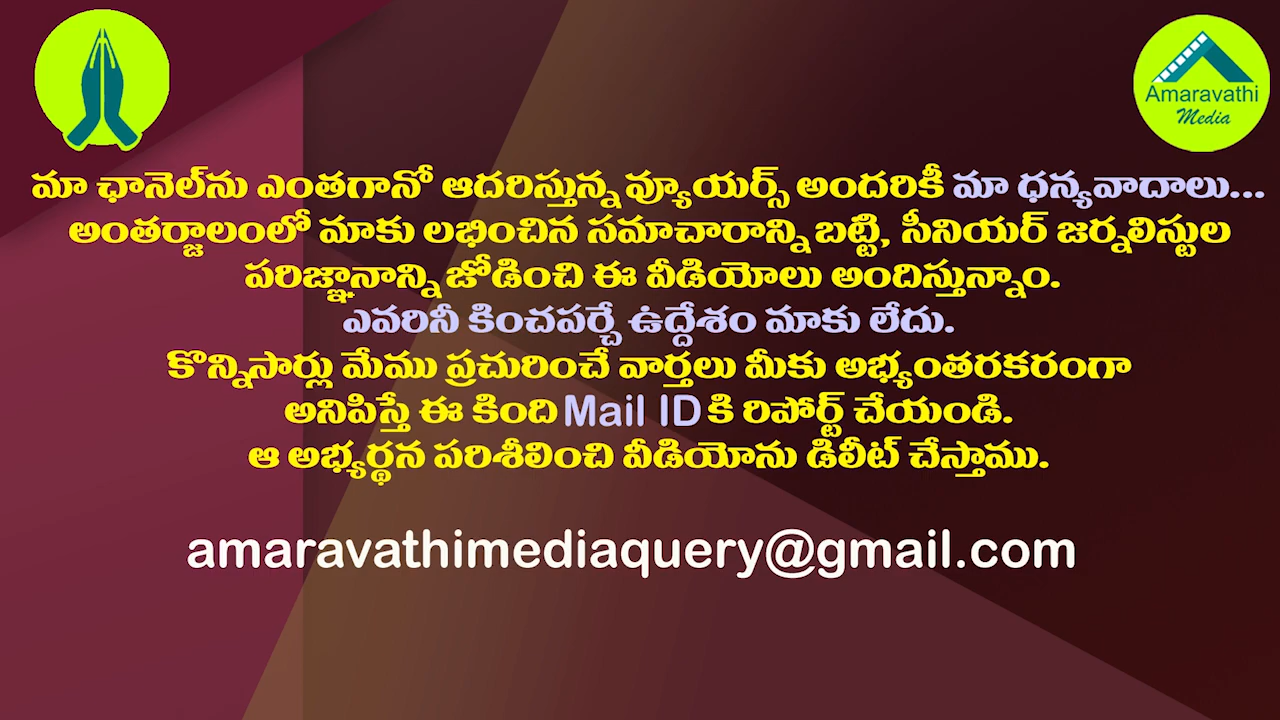 Amaravathi
Media
మా ఛానెల్‌ను ఎంతగానో ఆదరిస్తున్న వ్యూయర్స్ అందరికీ మా ధన్యవాదాలు...
అంతర్జాలంలో మాకు లభించిన సమాచారాన్ని బట్టి, సీనియర్ జర్నలిస్టుల
పరిజ్ఞానాన్ని జోడించి ఈ వీడియోలు అందిస్తున్నాం.
ఎవరినీ కించపర్చే ఉద్దేశం మాకు లేదు.
కొన్నిసార్లు మేము ప్రచురించే వార్తలు మీకు అభ్యంతరకరంగా
అనిపిస్తే ఈ కింది Mail ID కి రిపోర్ట్ చేయండి.
ఆ అభ్యర్థన పరిశీలించి వీడియోను డిలీట్ చేస్తాము.
amaravathimediaquery@gmail.com